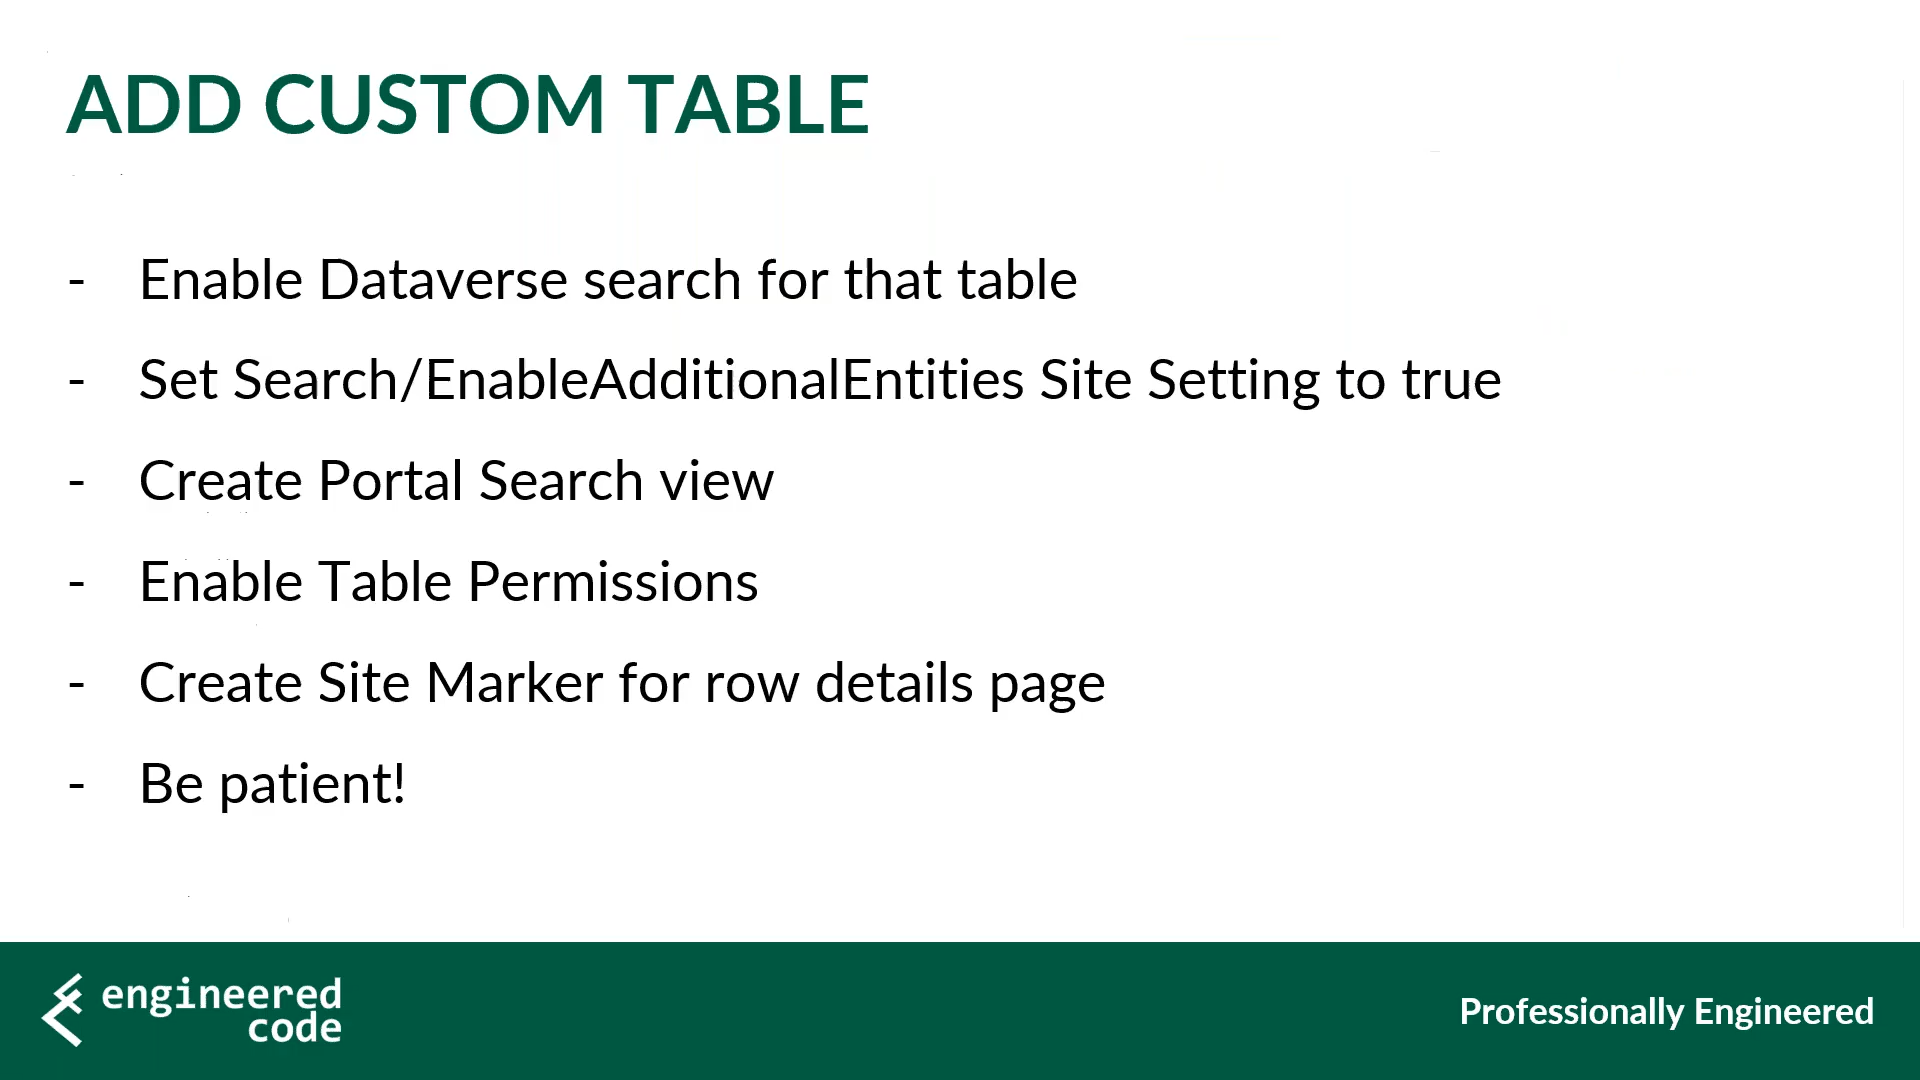 ADD CUSTOM TABLE
- Enable Dataverse search for that table
- Set Search/EnableAdditionalEntities Site Setting to true
- Create Portal Search view
- Enable Table Permissions
- Create Site Marker for row details page
- Be patient!
engineered
code
Professionally Engineered